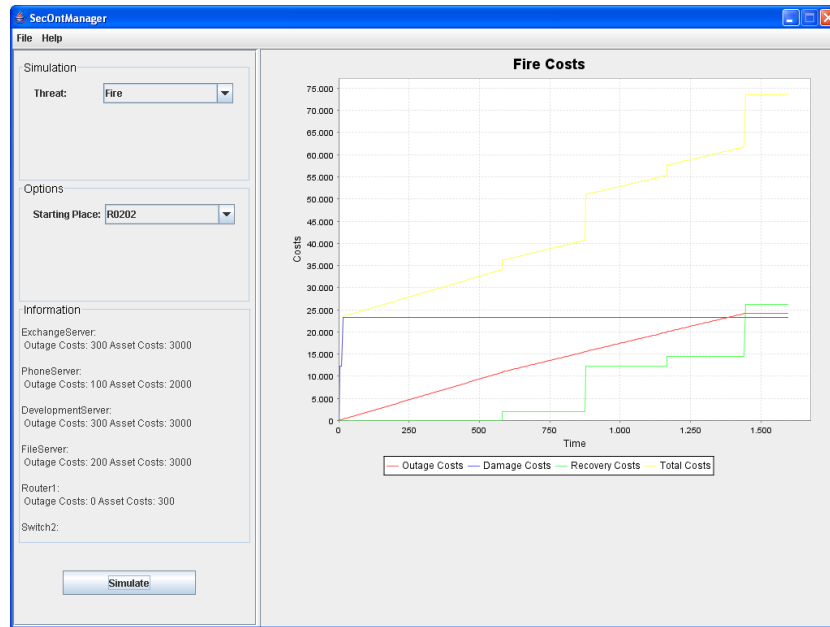 SecOntManager
File Help
Simulation
Threat: Fire
Options
Starting Place: R0202
Information
ExchangeServer:
Outage Costs: 300 Asset Costs: 3000
PhoneServer:
Outage Costs: 100 Asset Costs: 2000
DevelopmentServer:
Outage Costs: 300 Asset Costs: 3000
FileServer:
Outage Costs: 200 Asset Costs: 3000
Router1:
Outage Costs: 0 Asset Costs: 300
Switch2:
Simulate
Fire Costs
75.000
70.000
65.000
60.000
55.000
50.000
45.000
40.000
35.000
30.000
25.000
20.000
15.000
10.000
5.000
0
Costs
0 250 500 750 1.000 1.250 1.500
Time
Outage Costs Damage Costs Recovery Costs Total Costs